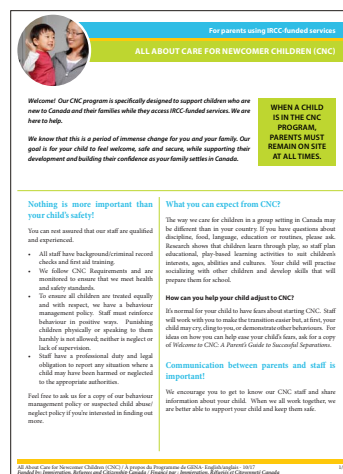 For parents using IRCC-funded services
ALL ABOUT CARE FOR NEWCOMER CHILDREN (CNC)
Welcome! Our CNC program is specifically designed to support children who are
new to Canada and their families while they access IRCC-funded services. We are
here to help.
We know that this is a period of immense change for you and your family. Our
goal is for your child to feel welcome, safe and secure, while supporting their
development and building their confidence as your family settles in Canada.
WHEN A CHILD
IS IN THE CNC
PROGRAM,
PARENTS MUST
REMAIN ON SITE
AT ALL TIMES.
Nothing is more important than
your child's safety!
You can rest assured that our staff are qualified
and experienced.
• All staff have background/criminal record
checks and first aid training.
• We follow CNC Requirements and are
monitored to ensure that we meet health
and safety standards.
• To ensure all children are treated equally
and with respect, we have a behaviour
management policy. Staff must reinforce
behaviour in positive ways. Punishing
children physically or speaking to them
harshly is not allowed; neither is neglect or
lack of supervision.
• Staff have a professional duty and legal
obligation to report any situation where a
child may have been harmed or neglected
to the appropriate authorities.
Feel free to ask us for a copy of our behaviour
management policy or suspected child abuse/
neglect policy if you're interested in finding out
more.
What you can expect from CNC?
The way we care for children in a group setting in Canada may
be different than in your country. If you have questions about
discipline, food, language, education or routines, please ask.
Research shows that children learn through play, so staff plan
educational, play-based learning activities to suit children's
interests, ages, abilities and cultures. Your child will practise
socializing with other children and develop skills that will
prepare them for school.
How can you help your child adjust to CNC?
It's normal for your child to have fears about starting CNC. Staff
will work with you to make the transition easier but, at first, your
child may cry, cling to you, or demonstrate other behaviours. For
ideas on how you can help ease your child's fears, ask for a copy
of Welcome to CNC: A Parent's Guide to Successful Separations.
Communication between parents and staff is
important!
We encourage you to get to know our CNC staff and share
information about your child. When we all work together, we
are better able to support your child and keep them safe.
All About Care for Newcomer Children (CNC) / À propos du Programme de GENA- English/anglais - 10/17
Funded by: Immigration, Refugees and Citizenship Canada / Financé par : Immigration, Réfugiés et Citoyenneté Canada